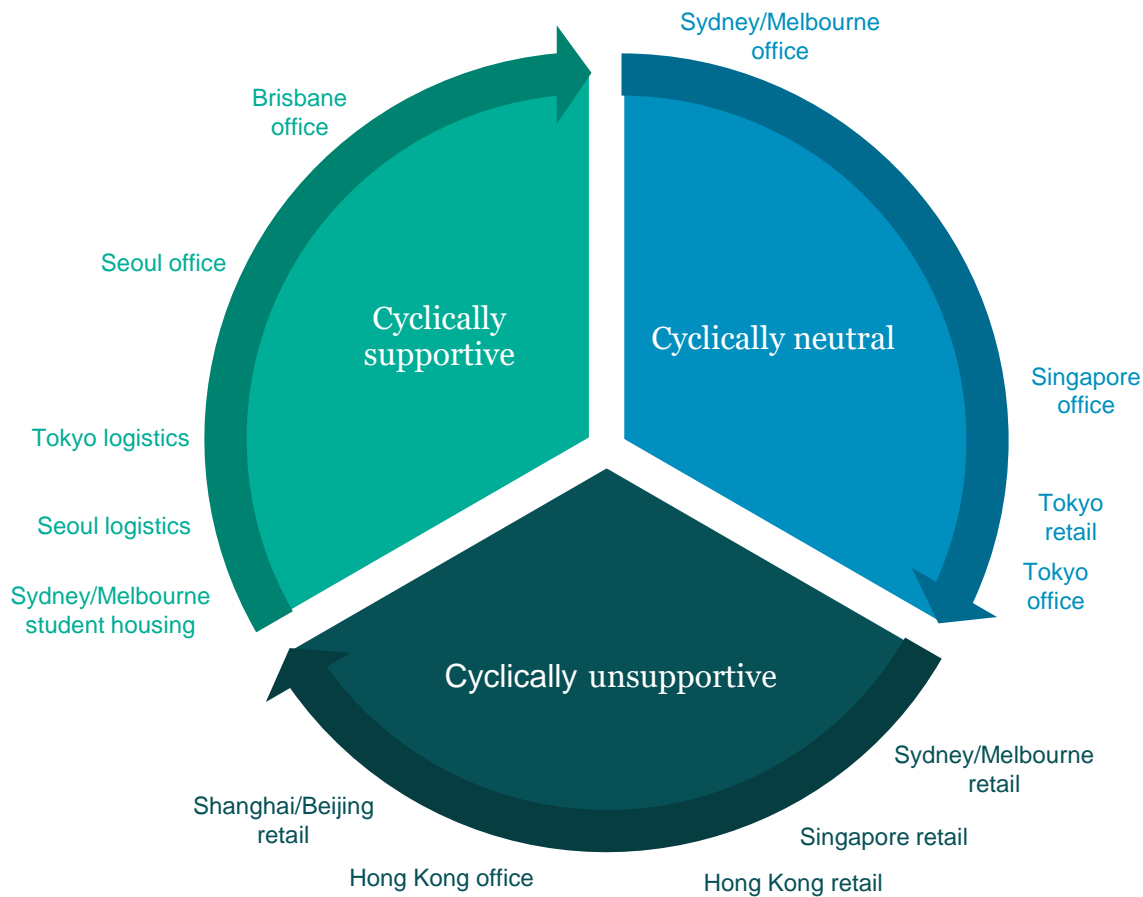 Sydney/Melbourne
office
Brisbane
office
Seoul office
Cyclically
supportive
Cyclically neutral
Singapore
office
Tokyo logistics
Tokyo
retail
Seoul logistics
Tokyo
office
Sydney/Melbourne
student housing
Cyclically unsupportive
Sydney/Melbourne
retail
Shanghai/Beijing
retail
Singapore retail
Hong Kong office
Hong Kong retail